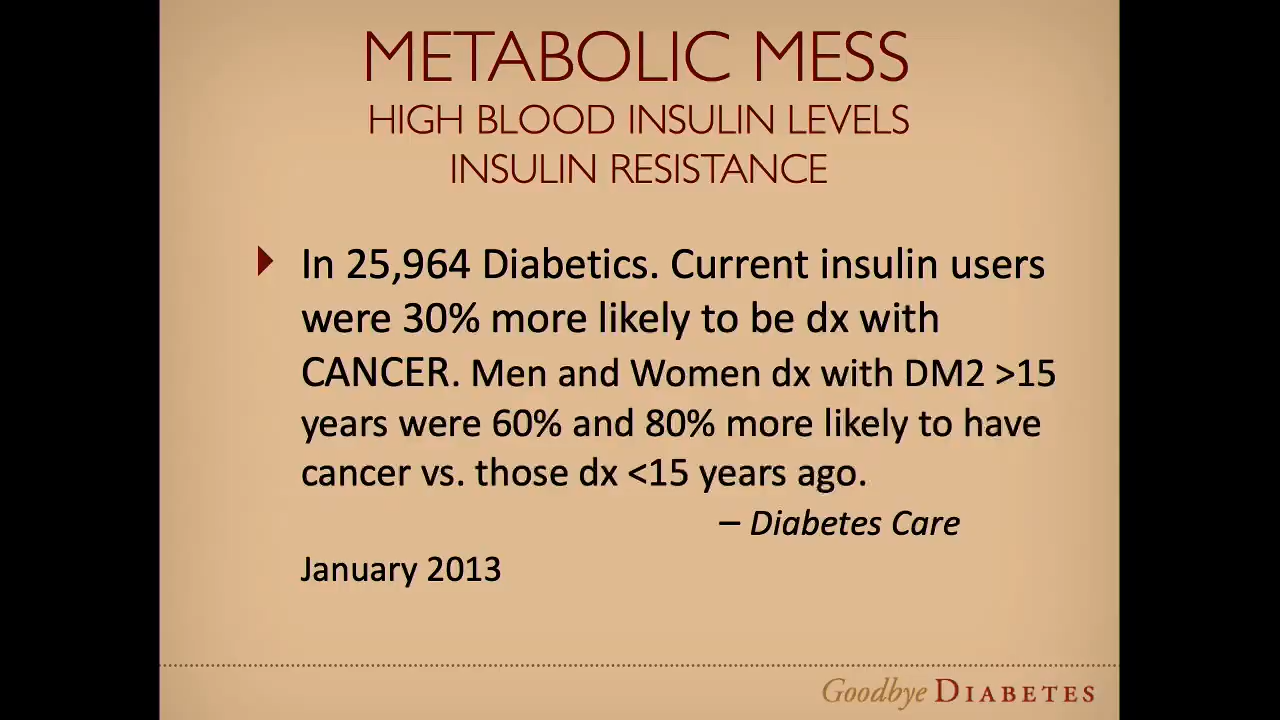 METABOLIC MESS
HIGH BLOOD INSULIN LEVELS
INSULIN RESISTANCE
In 25,964 Diabetics. Current insulin users
were 30% more likely to be dx with
CANCER. Men and Women dx with DM2 >15
years were 60% and 80% more likely to have
cancer vs. those dx <15 years ago.
– Diabetes Care
January 2013
Goodbye DIABETES